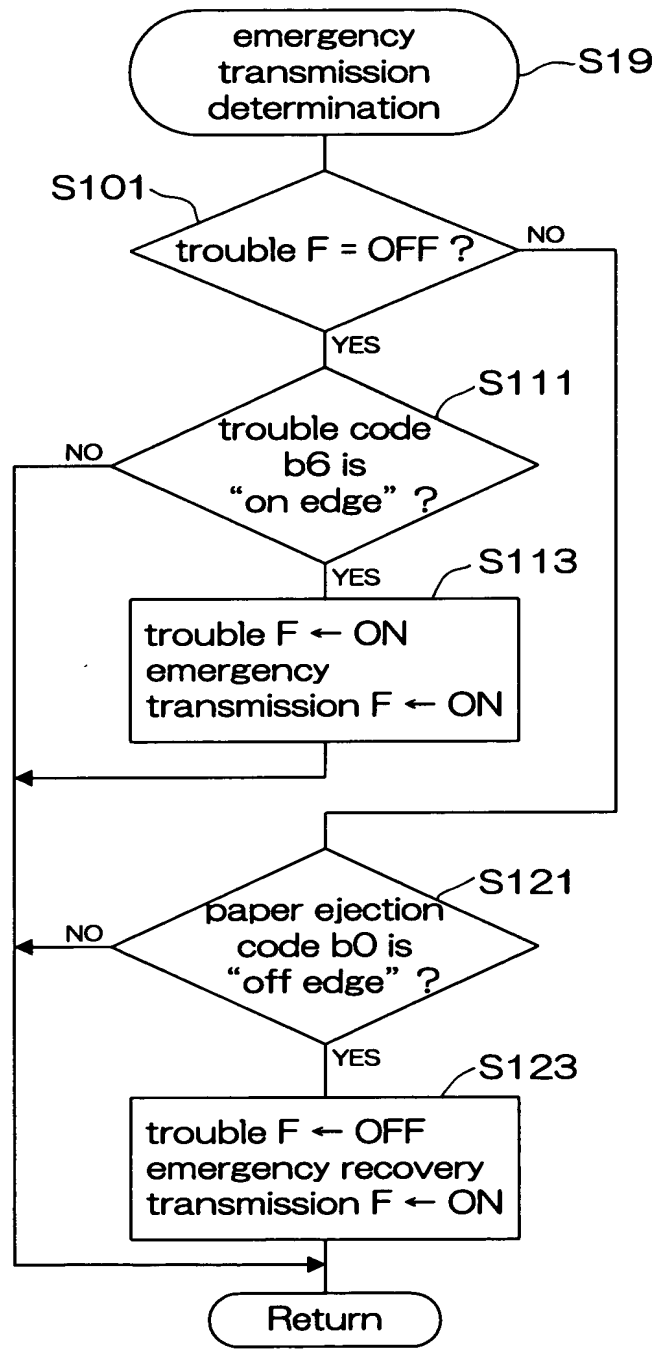 emergency
transmission
determination
S19
S101
trouble F = OFF ?
NO
YES
S111
trouble code
b6 is
“on edge” ?
NO
YES
S113
trouble F ← ON
emergency
transmission F ← ON
S121
paper ejection
code b0 is
“off edge” ?
NO
YES
S123
trouble F ← OFF
emergency recovery
transmission F ← ON
Return